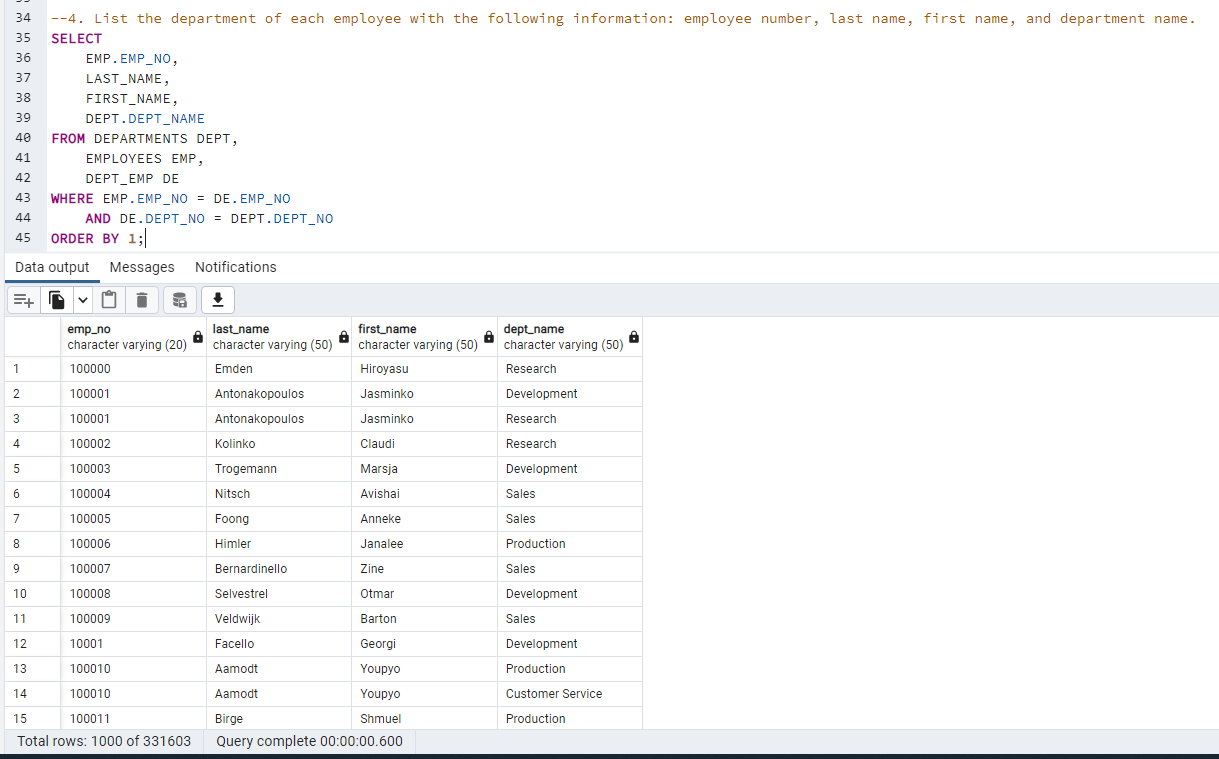 34 --4. List the department of each employee with the following information: employee number, last name, first name, and department name.
35 SELECT
36 EMP.EMP_NO,
37 LAST_NAME,
38 FIRST_NAME,
39 DEPT.DEPT_NAME
40 FROM DEPARTMENTS DEPT,
41 EMPLOYEES EMP,
42 DEPT_EMP DE
43 WHERE EMP.EMP_NO = DE.EMP_NO
44 AND DE.DEPT_NO = DEPT.DEPT_NO
45 ORDER BY 1;
Data output Messages Notifications
emp_no last_name first_name dept_name
character varying (20) character varying (50) character varying (50) character varying (50)
1 100000 Emden Hiroyasu Research
2 100001 Antonakopoulos Jasminko Development
3 100001 Antonakopoulos Jasminko Research
4 100002 Kolinko Claudi Research
5 100003 Trogemann Marsja Development
6 100004 Nitsch Avishai Sales
7 100005 Foong Anneke Sales
8 100006 Himler Janalee Production
9 100007 Bernardinello Zine Sales
10 100008 Selvestrel Otmar Development
11 100009 Veldwijk Barton Sales
12 10001 Facello Georgi Development
13 100010 Aamodt Youpyo Production
14 100010 Aamodt Youpyo Customer Service
15 100011 Birge Shmuel Production
Total rows: 1000 of 331603 Query complete 00:00:00.600